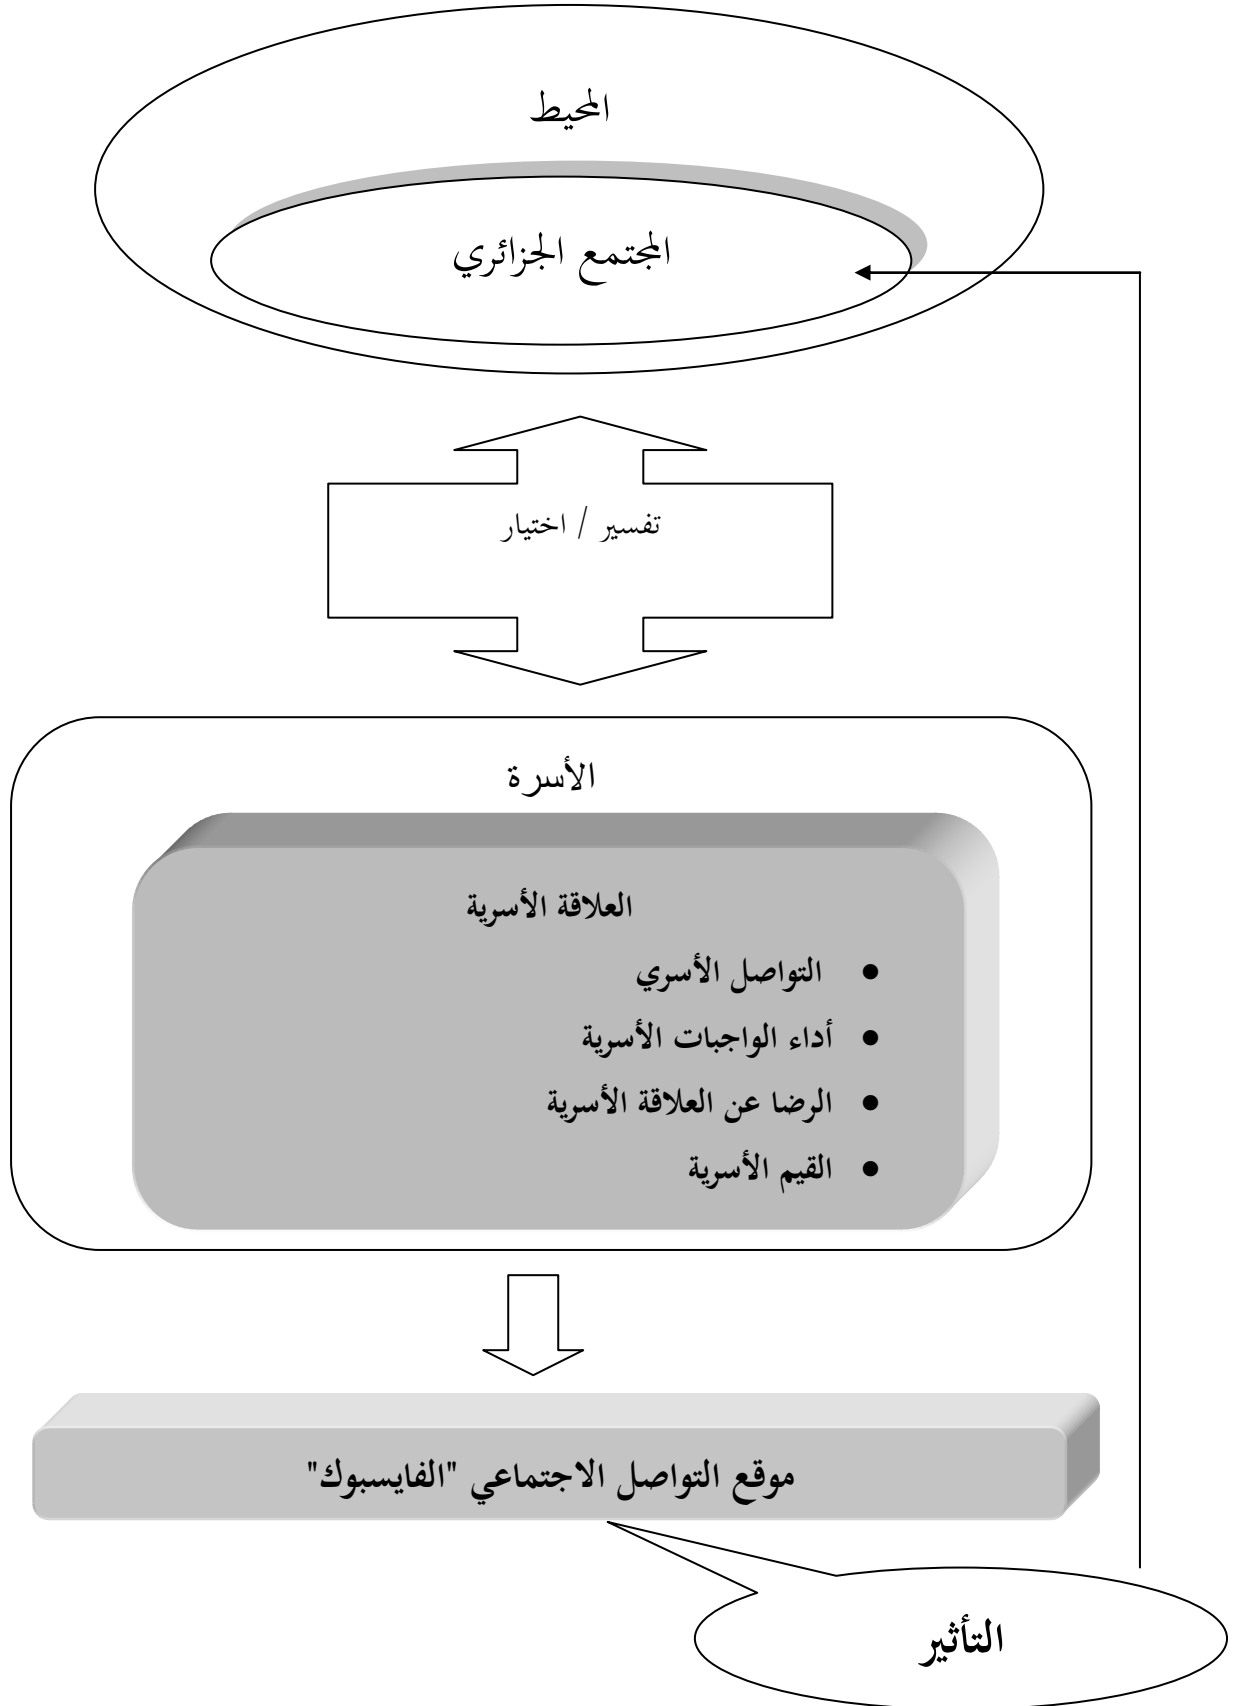 المحيط
المجتمع الجزائري
تفسير / اختيار
الأسرة
العلاقة الأسرية
• التواصل الأسري
• أداء الواجبات الأسرية
• الرضا عن العلاقة الأسرية
• القيم الأسرية
موقع التواصل الاجتماعي "الفايسبوك"
التأثير